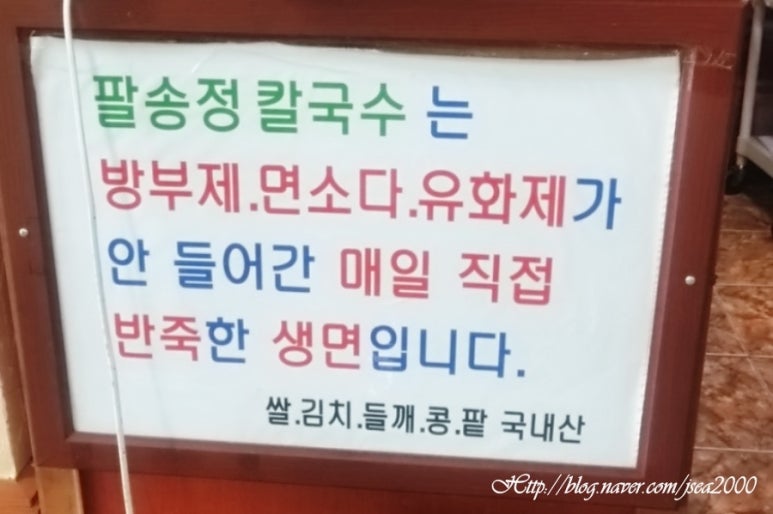 팔송정 칼국수 는
방부제.면소다.유화제가
안 들어간 매일 직접
반죽한 생면입니다.
쌀.김치.들깨.콩.팥 국내산
Http://blog.naver.com/jsea2000